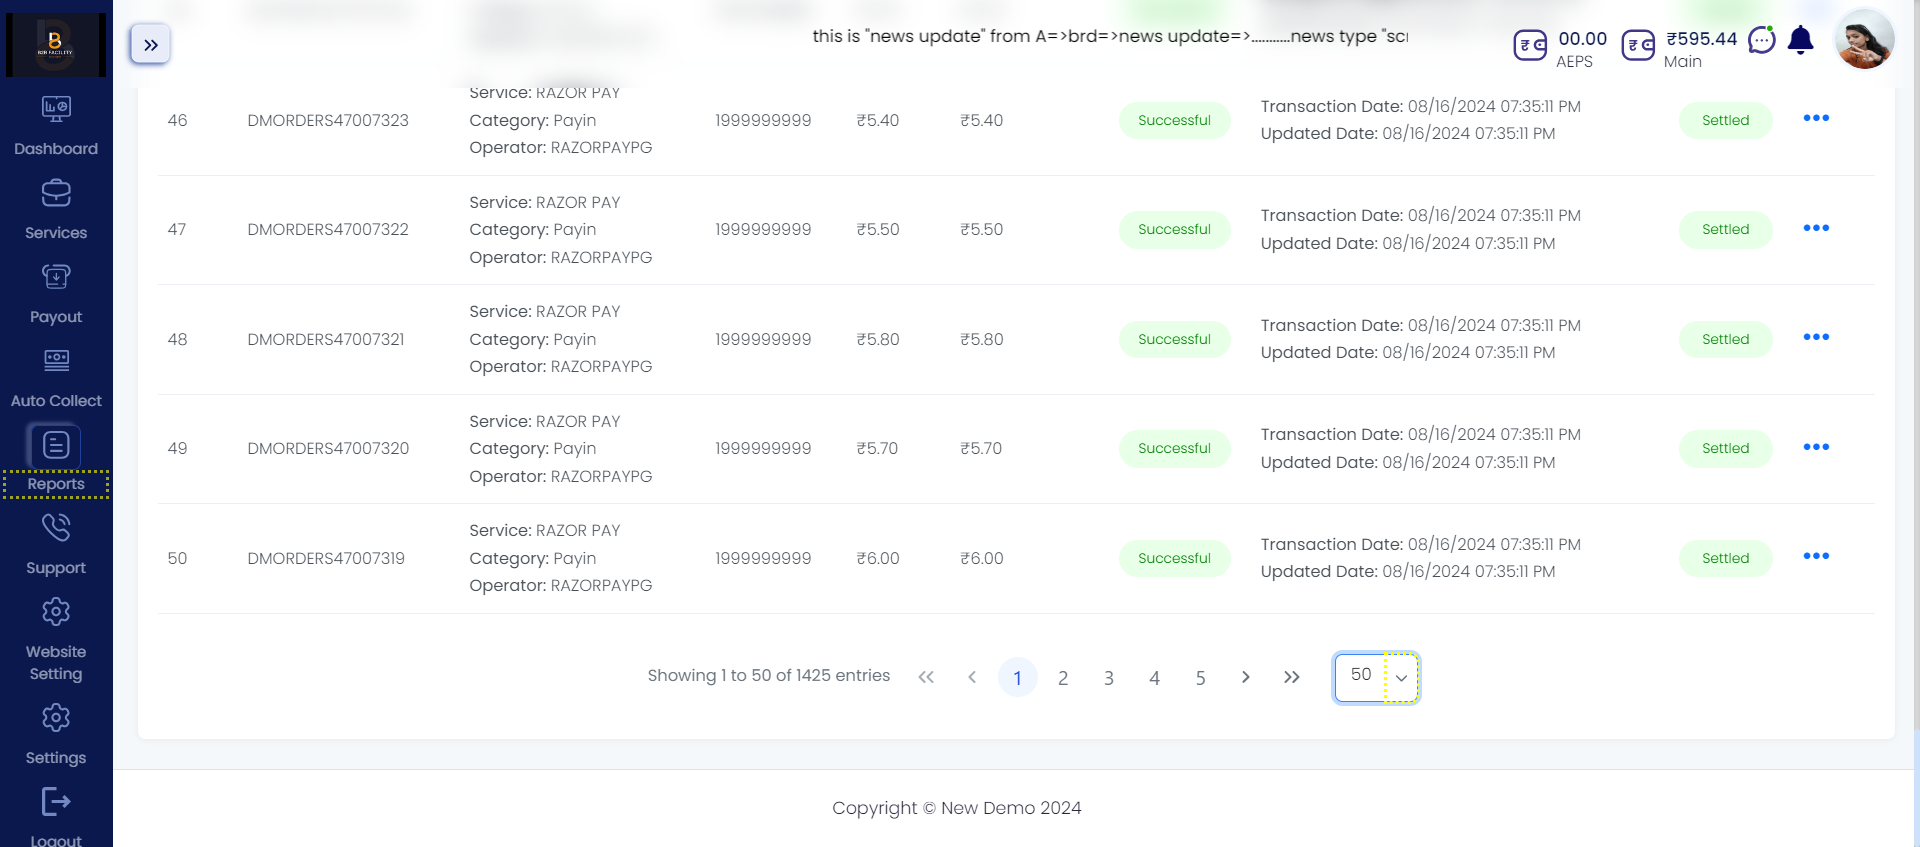 B2B FACILITY
this is "news update" from A=>brd=>news update=>...........news type "scr
00.00
AEPS
₹595.44
Main
Dashboard
Services
Payout
Auto Collect
Reports
Support
Website
Setting
Settings
Logout
Service: RAZOR PAY
46 DMORDERS47007323 Category: Payin 1999999999 ₹5.40 ₹5.40 Successful Transaction Date: 08/16/2024 07:35:11 PM Settled
Updated Date: 08/16/2024 07:35:11 PM
Operator: RAZORPAYPG
Service: RAZOR PAY
47 DMORDERS47007322 Category: Payin 1999999999 ₹5.50 ₹5.50 Successful Transaction Date: 08/16/2024 07:35:11 PM Settled
Updated Date: 08/16/2024 07:35:11 PM
Operator: RAZORPAYPG
Service: RAZOR PAY
48 DMORDERS47007321 Category: Payin 1999999999 ₹5.80 ₹5.80 Successful Transaction Date: 08/16/2024 07:35:11 PM Settled
Updated Date: 08/16/2024 07:35:11 PM
Operator: RAZORPAYPG
Service: RAZOR PAY
49 DMORDERS47007320 Category: Payin 1999999999 ₹5.70 ₹5.70 Successful Transaction Date: 08/16/2024 07:35:11 PM Settled
Updated Date: 08/16/2024 07:35:11 PM
Operator: RAZORPAYPG
Service: RAZOR PAY
50 DMORDERS47007319 Category: Payin 1999999999 ₹6.00 ₹6.00 Successful Transaction Date: 08/16/2024 07:35:11 PM Settled
Updated Date: 08/16/2024 07:35:11 PM
Operator: RAZORPAYPG
Showing 1 to 50 of 1425 entries « ‹ 1 2 3 4 5 › » 50
Copyright © New Demo 2024